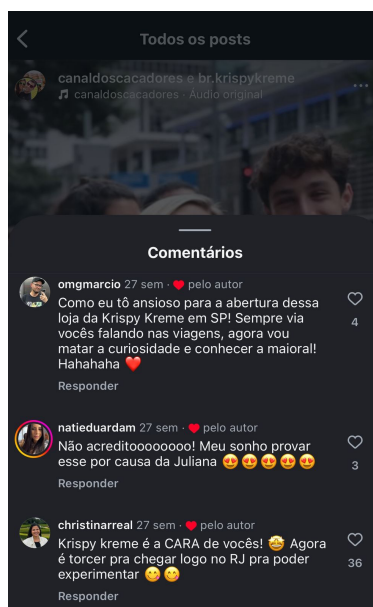 Todos os posts
canaldoscacadores e br.krispykreme
canaldoscacadores · Áudio original
Comentários
omgmarcio 27 sem · ❤️ pelo autor
Como eu tô ansioso para a abertura dessa
loja da Krispy Kreme em SP! Sempre via
vocês falando nas viagens, agora vou
matar a curiosidade e conhecer a maioral!
Hahahaha ❤️
4
Responder
natieduardam 27 sem · ❤️ pelo autor
Não acreditoooooooo! Meu sonho provar
esse por causa da Juliana 😍😍😍😍😍
3
Responder
christinarreal 27 sem · ❤️ pelo autor
Krispy kreme é a CARA de vocês! 🤩 Agora
é torcer pra chegar logo no RJ pra poder
experimentar 😋😋
36
Responder